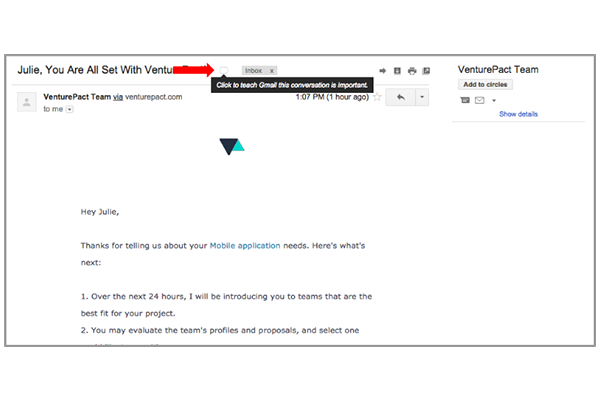 Julie, You Are All Set With Ventu
Inbox x
Click to teach Gmail this conversation is important.
VenturePact Team via venturepact.com
1:07 PM (1 hour ago)
to me
Hey Julie,
Thanks for telling us about your Mobile application needs. Here's what's
next:
1. Over the next 24 hours, I will be introducing you to teams that are the
best fit for your project.
2. You may evaluate the team's profiles and proposals, and select one
VenturePact Team
Add to circles
Show details